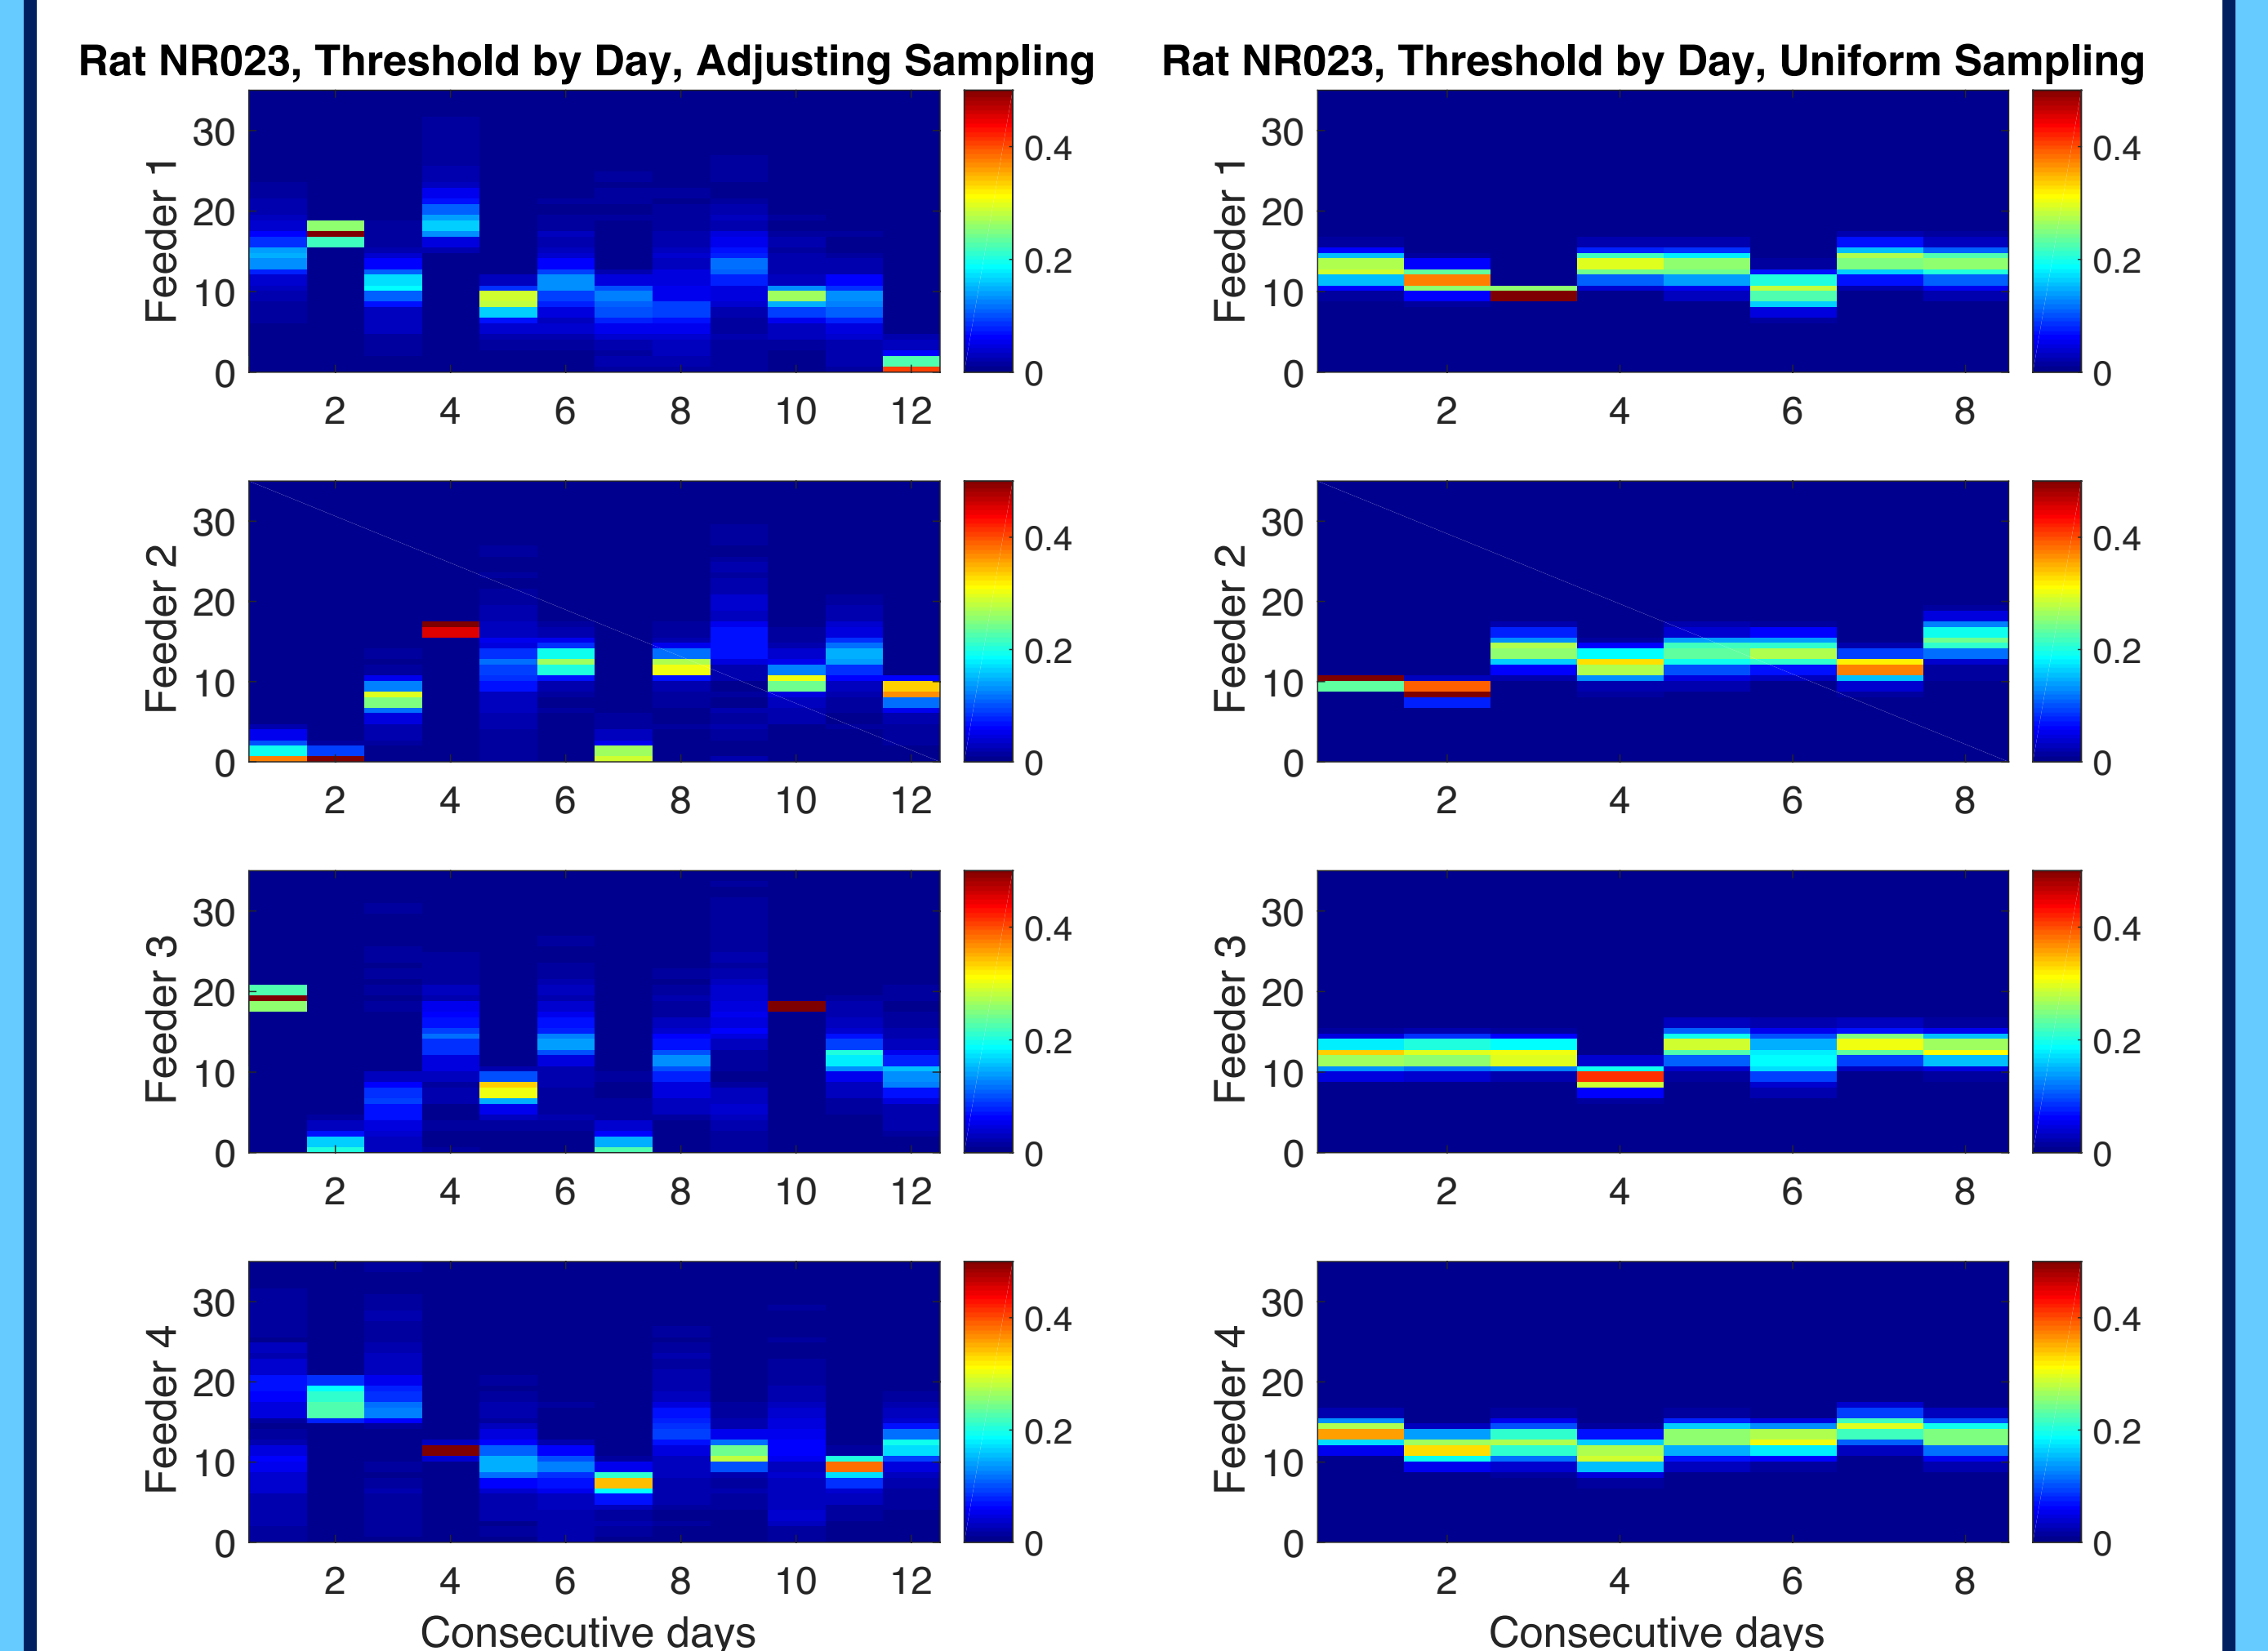 Rat NR023, Threshold by Day, Adjusting Sampling
Feeder 1
30
20
10
0
2 4 6 8 10 12
0.4
0.2
0
Feeder 2
30
20
10
0
2 4 6 8 10 12
0.4
0.2
0
Feeder 3
30
20
10
0
2 4 6 8 10 12
0.4
0.2
0
Feeder 4
30
20
10
0
2 4 6 8 10 12
0.4
0.2
0
Consecutive days
Rat NR023, Threshold by Day, Uniform Sampling
Feeder 1
30
20
10
0
2 4 6 8
0.4
0.2
0
Feeder 2
30
20
10
0
2 4 6 8
0.4
0.2
0
Feeder 3
30
20
10
0
2 4 6 8
0.4
0.2
0
Feeder 4
30
20
10
0
2 4 6 8
0.4
0.2
0
Consecutive days